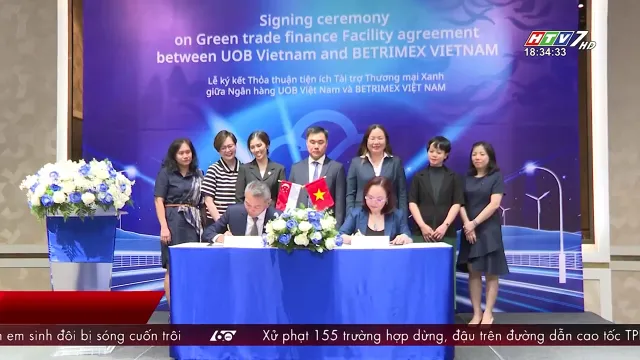 Signing ceremony
on Green trade finance Facility agreement
between UOB Vietnam and BETRIMEX VIETNAM
Lễ ký kết Thỏa thuận tiện ích Tài trợ Thương mại Xanh
giữa Ngân hàng UOB Việt Nam và BETRIMEX VIỆT NAM
HTV7 HD
18:34:33
em sinh đôi bị sóng cuốn trôi
60
Xử phạt 155 trường hợp dừng, đậu trên đường dẫn cao tốc TP